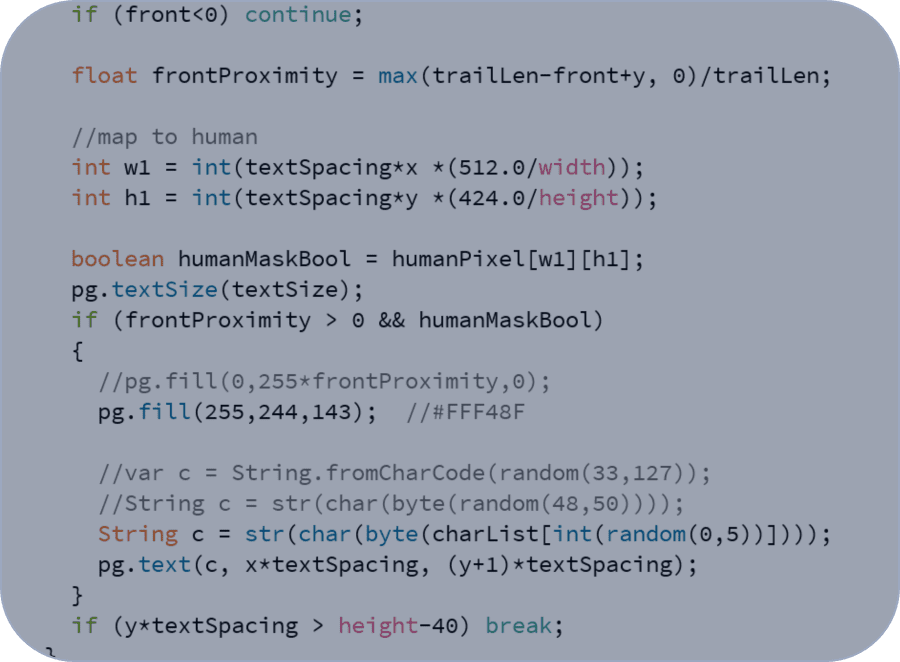 if (front<0) continue;
float frontProximity = max(trailLen-front+y, 0)/trailLen;
//map to human
int w1 = int(textSpacing*x *(512.0/width));
int h1 = int(textSpacing*y *(424.0/height));
boolean humanMaskBool = humanPixel[w1][h1];
pg.textSize(textSize);
if (frontProximity > 0 && humanMaskBool)
{
//pg.fill(0,255*frontProximity,0);
pg.fill(255,244,143);  //#FFF48F
//var c = String.fromCharCode(random(33,127));
//String c = str(char(byte(random(48,50))));
String c = str(char(byte(charList[int(random(0,5))])));
pg.text(c, x*textSpacing, (y+1)*textSpacing);
}
if (y*textSpacing > height-40) break;
}